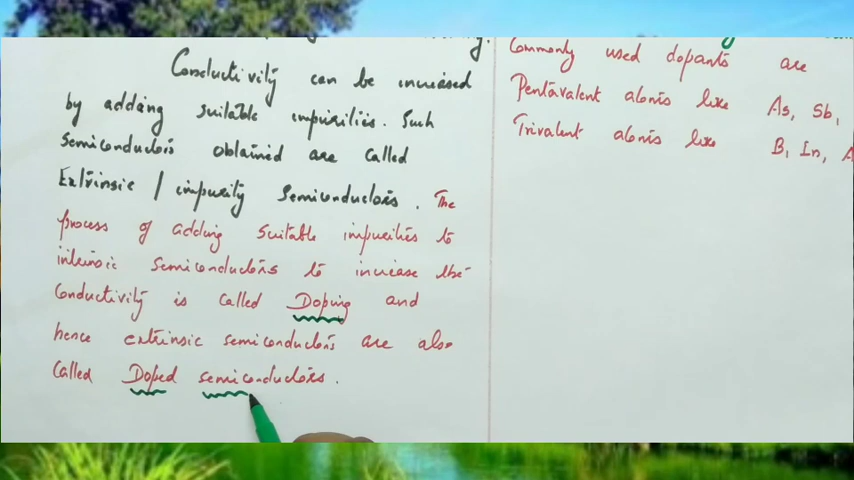 Conductivity can be increased
by adding suitable impurities. Such
Semiconductors obtained are called
Extrinsic / impurity Semiconductors. The
process of adding suitable impurities to
intrinsic semiconductors to increase the
Conductivity is called Doping and
hence extrinsic semiconductors are also
called Doped semiconductors.
Commonly used dopants are
Pentavalent atoms like As, Sb,
Trivalent atoms like B, In,